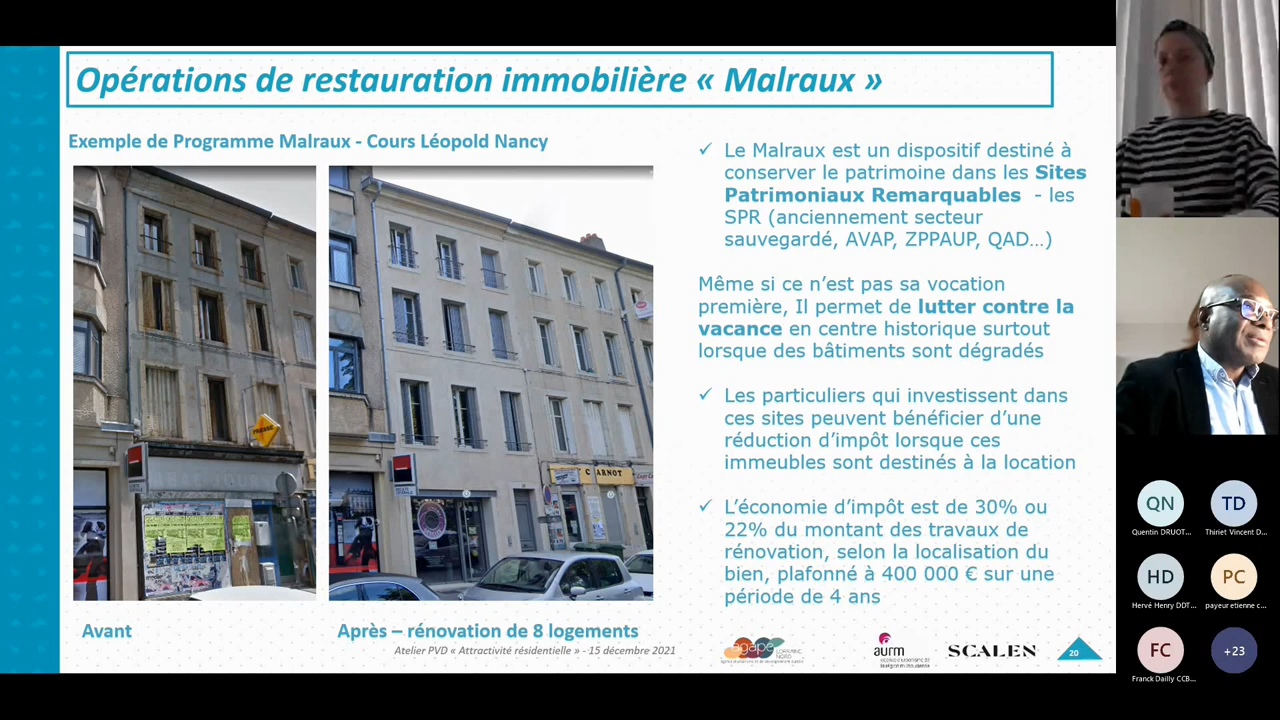 Opérations de restauration immobilière « Malraux »
Exemple de Programme Malraux - Cours Léopold Nancy
PRESSE
C ARNOT
Avant
Après – rénovation de 8 logements
✓ Le Malraux est un dispositif destiné à
conserver le patrimoine dans les Sites
Patrimoniaux Remarquables - les
SPR (anciennement secteur
sauvegardé, AVAP, ZPPAUP, QAD…)
Même si ce n’est pas sa vocation
première, Il permet de lutter contre la
vacance en centre historique surtout
lorsque des bâtiments sont dégradés
✓ Les particuliers qui investissent dans
ces sites peuvent bénéficier d’une
réduction d’impôt lorsque ces
immeubles sont destinés à la location
✓ L’économie d’impôt est de 30% ou
22% du montant des travaux de
rénovation, selon la localisation du
bien, plafonné à 400 000 € sur une
période de 4 ans
Atelier PVD « Attractivité résidentielle » - 15 décembre 2021
agape
LORRAINE
NORD
aurm
SCALEN
20
QN
Quentin DRUOT...
TD
Thiriet Vincent D...
HD
Hervé Henry DDT...
PC
payeur etienne c...
FC
Franck Dailly CCB...
+23